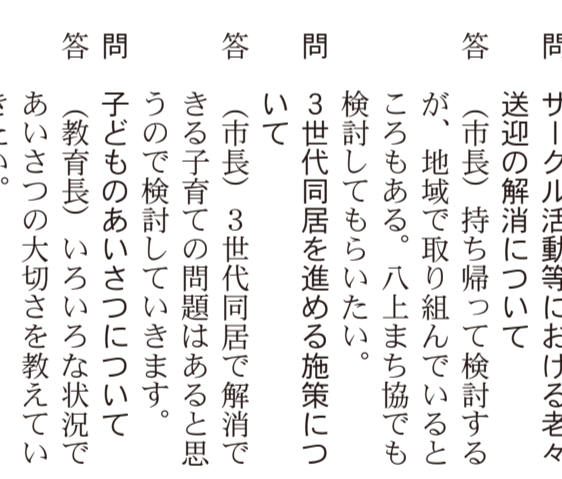 問 サークル活動等における老々
送迎の解消について
答 （市長）持ち帰って検討する
が、地域で取り組んでいると
ころもある。八上まち協でも
検討してもらいたい。
問 3世代同居を進める施策につ
いて
答 （市長）3世代同居で解消で
きる子育ての問題はあると思
うので検討していきます。
問 子どものあいさつについて
答 （教育長）いろいろな状況で
あいさつの大切さを教えてい
きたい。